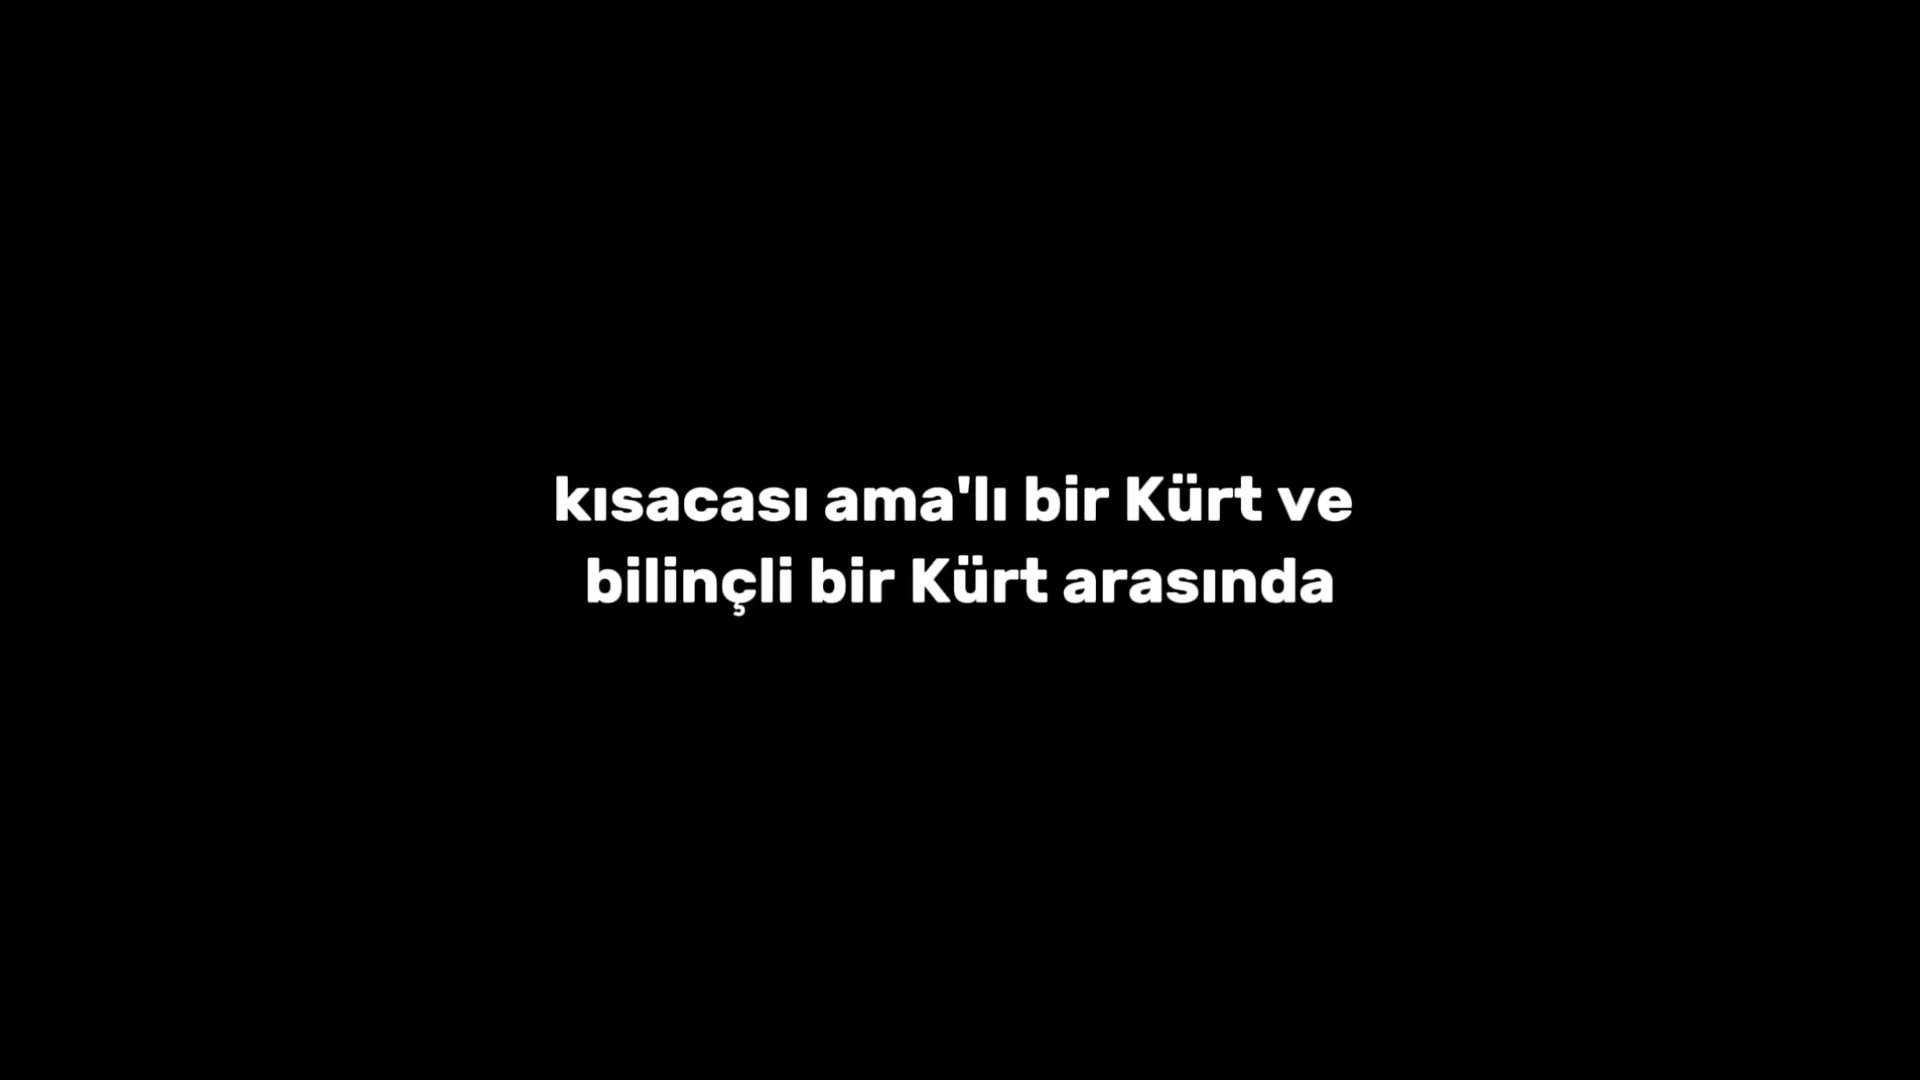 kısacası ama'lı bir Kürt ve
bilinçli bir Kürt arasında